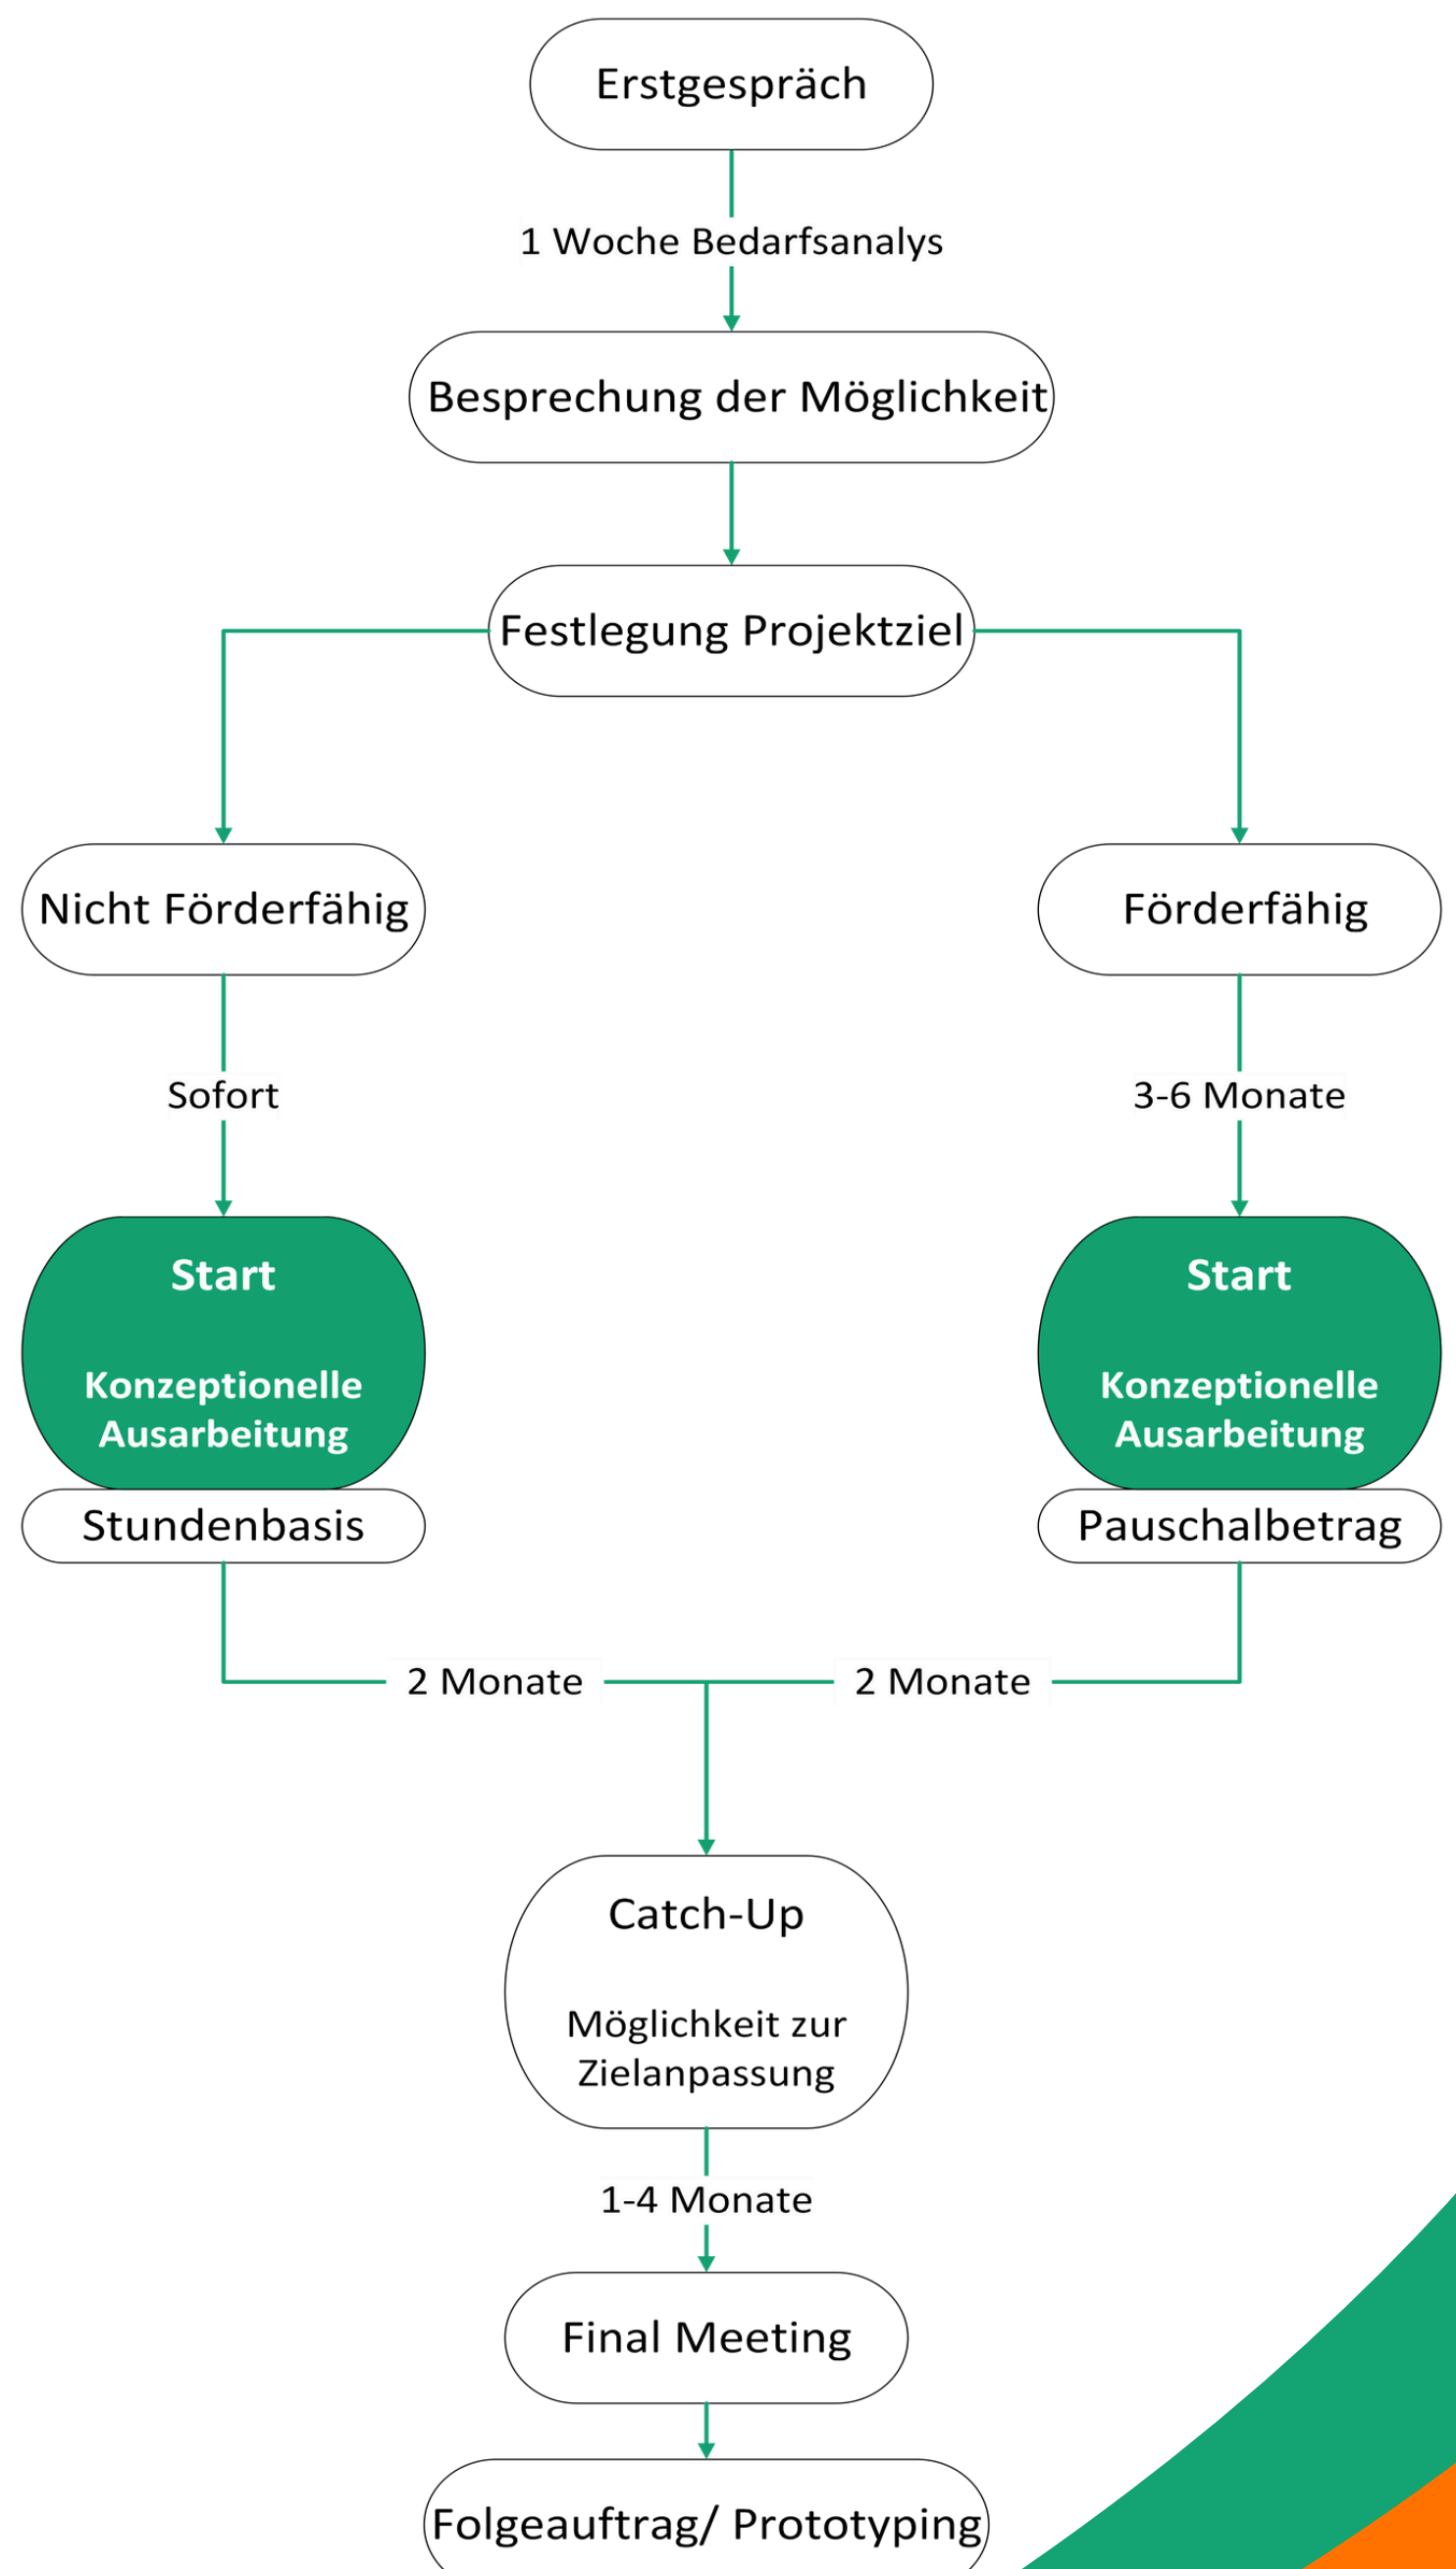 Erstgespräch
1 Woche Bedarfsanalys
Besprechung der Möglichkeit
Festlegung Projektziel
Nicht Förderfähig
Förderfähig
Sofort
3-6 Monate
Start
Konzeptionelle
Ausarbeitung
Stundenbasis
Start
Konzeptionelle
Ausarbeitung
Pauschalbetrag
2 Monate
2 Monate
Catch-Up
Möglichkeit zur
Zielanpassung
1-4 Monate
Final Meeting
Folgeauftrag/ Prototyping